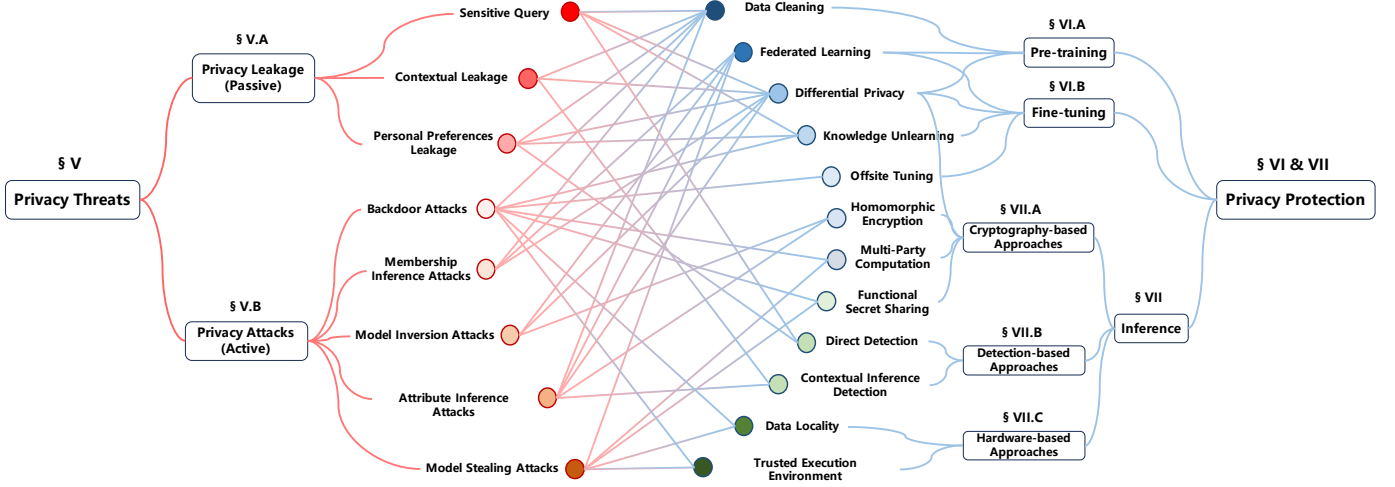 § V
Privacy Threats
§ V.A
Privacy Leakage
(Passive)
§ V.B
Privacy Attacks
(Active)
Sensitive Query
Contextual Leakage
Personal Preferences
Leakage
Backdoor Attacks
Membership
Inference Attacks
Model Inversion Attacks
Attribute Inference
Attacks
Model Stealing Attacks
Data Cleaning
Federated Learning
Differential Privacy
Knowledge Unlearning
Offsite Tuning
Homomorphic
Encryption
Multi-Party
Computation
Functional
Secret Sharing
Direct Detection
Contextual Inference
Detection
Data Locality
Trusted Execution
Environment
§ VI.A
Pre-training
§ VI.B
Fine-tuning
§ VII.A
Cryptography-based
Approaches
§ VII.B
Detection-based
Approaches
§ VII.C
Hardware-based
Approaches
§ VII
Inference
§ VI & VII
Privacy Protection